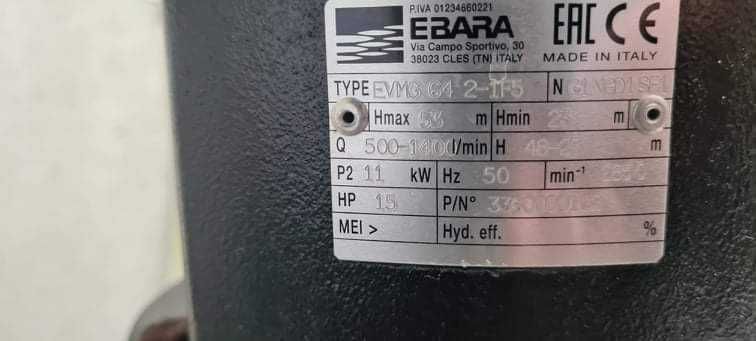 P.IVA 01234660221
EBARA
Via Campo Sportivo, 30
38023 CLES (TN) ITALY
EAC CE
MADE IN ITALY
TYPE EVMG 64 2-1F5 N
Hmax 53 m Hmin m
Q 500-1400 l/min H m
P2 11 kW Hz 50 min⁻¹
HP 15 P/N°
MEI > Hyd. eff. %